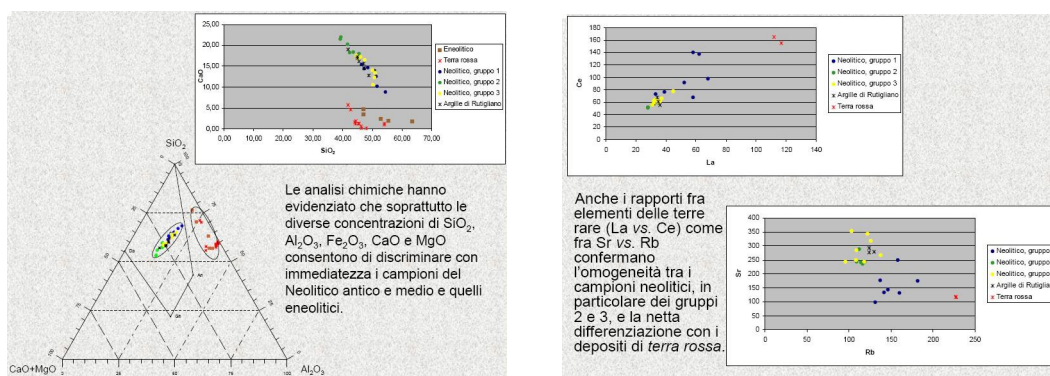 25,00
20,00
15,00
10,00
5,00
0,00
CaO
0,00 10,00 20,00 30,00 40,00 50,00 60,00 70,00
SiO₂
Eneolitico
Terra rossa
Neolitico, gruppo 1
Neolitico, gruppo 2
Neolitico, gruppo 3
Argille di Rutigliano
SiO₂
CaO+MgO
Al₂O₃
Le analisi chimiche hanno
evidenziato che soprattutto le
diverse concentrazioni di SiO₂,
Al₂O₃, Fe₂O₃, CaO e MgO
consentono di discriminare con
immediatezza i campioni del
Neolitico antico e medio e quelli
eneolitici.
180
160
140
120
100
80
60
40
20
0
Ce
0 20 40 60 80 100 120 140
La
Neolitico, gruppo 1
Neolitico, gruppo 2
Neolitico, gruppo 3
Argille di Rutigliano
Terra rossa
Anche i rapporti fra
elementi delle terre
rare (La vs. Ce) come
fra Sr vs. Rb
confermano
l'omogeneità tra i
campioni neolitici, in
particolare dei gruppi
2 e 3, e la netta
differenziazione con i
depositi di terra rossa.
400
350
300
250
200
150
100
50
0
Sr
0 50 100 150 200 250
Rb
Neolitico, gruppo
Neolitico, gruppo
Neolitico, gruppo
Argille di Rutiglia
Terra rossa